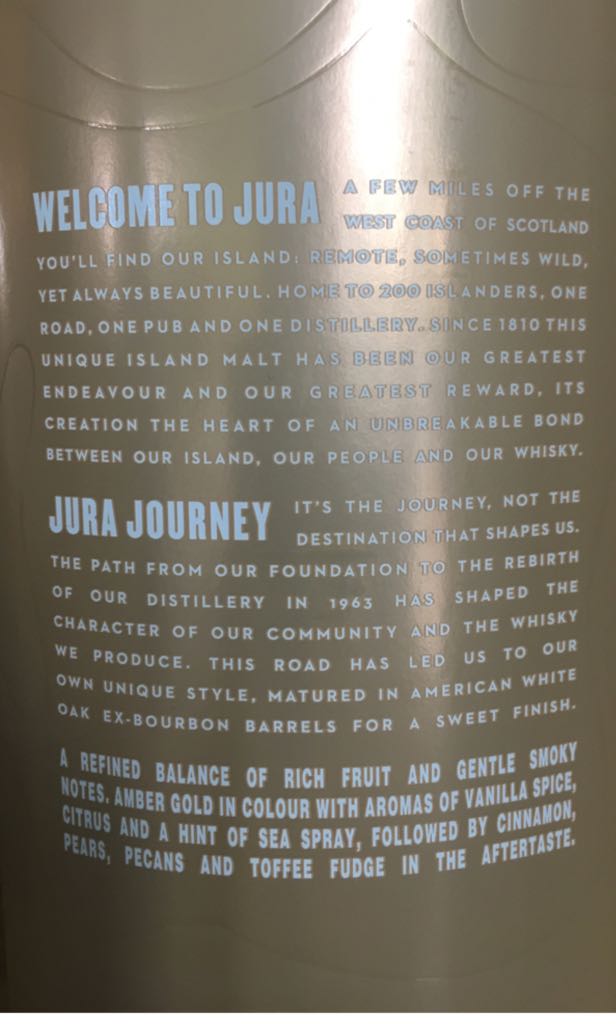 WELCOME TO JURA A FEW MILES OFF THE
WEST COAST OF SCOTLAND
YOU'LL FIND OUR ISLAND: REMOTE, SOMETIMES WILD,
YET ALWAYS BEAUTIFUL. HOME TO 200 ISLANDERS, ONE
ROAD, ONE PUB AND ONE DISTILLERY. SINCE 1810 THIS
UNIQUE ISLAND MALT HAS BEEN OUR GREATEST
ENDEAVOUR AND OUR GREATEST REWARD, ITS
CREATION THE HEART OF AN UNBREAKABLE BOND
BETWEEN OUR ISLAND, OUR PEOPLE AND OUR WHISKY.
JURA JOURNEY IT'S THE JOURNEY, NOT THE
DESTINATION THAT SHAPES US.
THE PATH FROM OUR FOUNDATION TO THE REBIRTH
OF OUR DISTILLERY IN 1963 HAS SHAPED THE
CHARACTER OF OUR COMMUNITY AND THE WHISKY
WE PRODUCE. THIS ROAD HAS LED US TO OUR
OWN UNIQUE STYLE, MATURED IN AMERICAN WHITE
OAK EX-BOURBON BARRELS FOR A SWEET FINISH.
A REFINED BALANCE OF RICH FRUIT AND GENTLE SMOKY
NOTES. AMBER GOLD IN COLOUR WITH AROMAS OF VANILLA SPICE,
CITRUS AND A HINT OF SEA SPRAY, FOLLOWED BY CINNAMON,
PEARS, PECANS AND TOFFEE FUDGE IN THE AFTERTASTE.